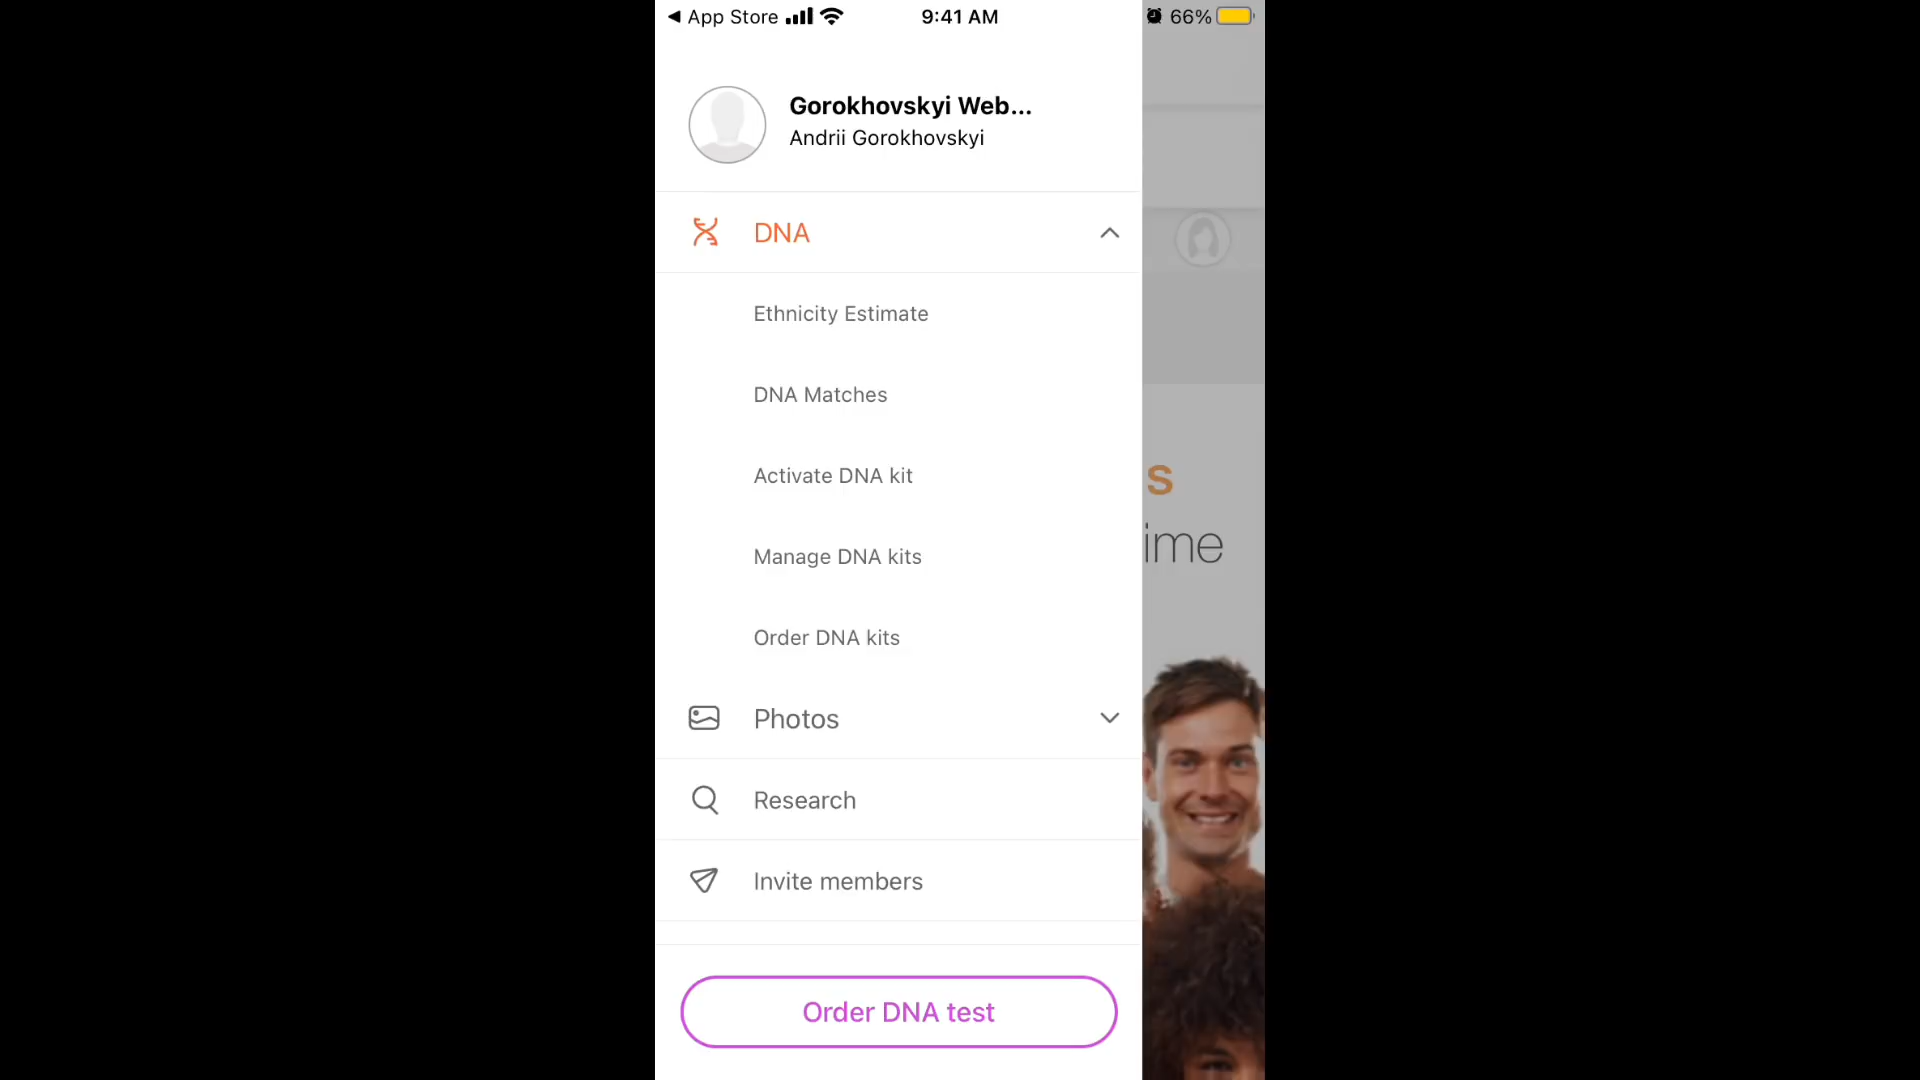 App Store
9:41 AM
66%
Gorokhovskyi Web...
Andrii Gorokhovskyi
DNA
Ethnicity Estimate
DNA Matches
Activate DNA kit
Manage DNA kits
Order DNA kits
s
ime
Photos
Research
Invite members
Order DNA test